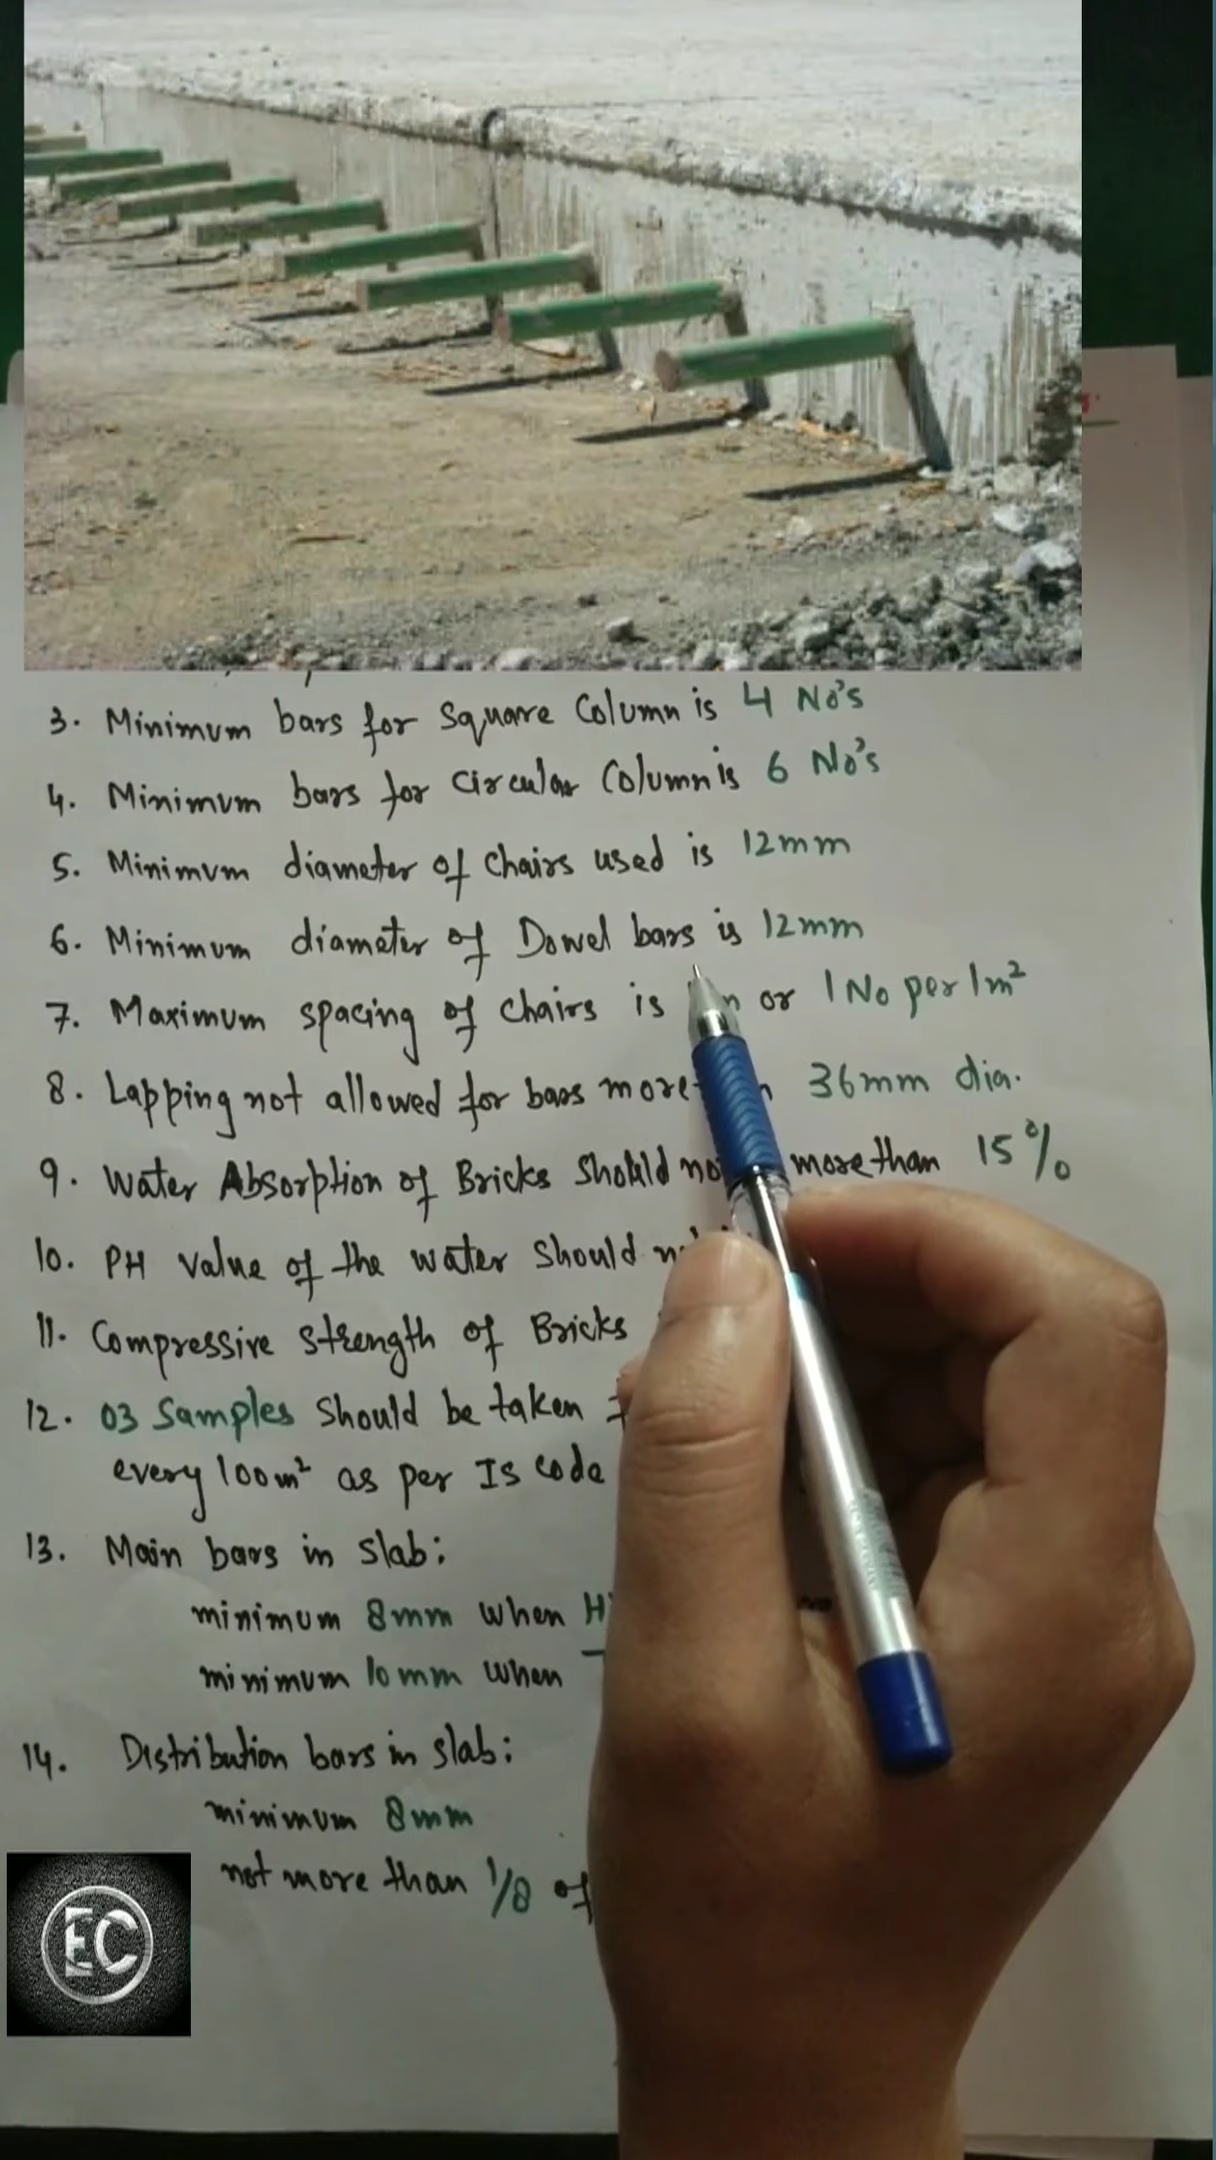 3. Minimum bars for Square Column is 4 No's
4. Minimum bars for Circular Column is 6 No's
5. Minimum diameter of Chairs used is 12mm
6. Minimum diameter of Dowel bars is 12mm
7. Maximum spacing of Chairs is or 1 No per 1m²
8. Lapping not allowed for bars more 36mm dia.
9. Water Absorption of Bricks Should more than 15%
10. PH Value of the water Should
11. Compressive Strength of Bricks
12. 03 Samples Should be taken
every 100m² as per Is Code
13. Main bars in Slab:
minimum 8mm when
minimum 10mm when
14. Distribution bars in slab:
minimum 8mm
not more than 1/8 of
EC